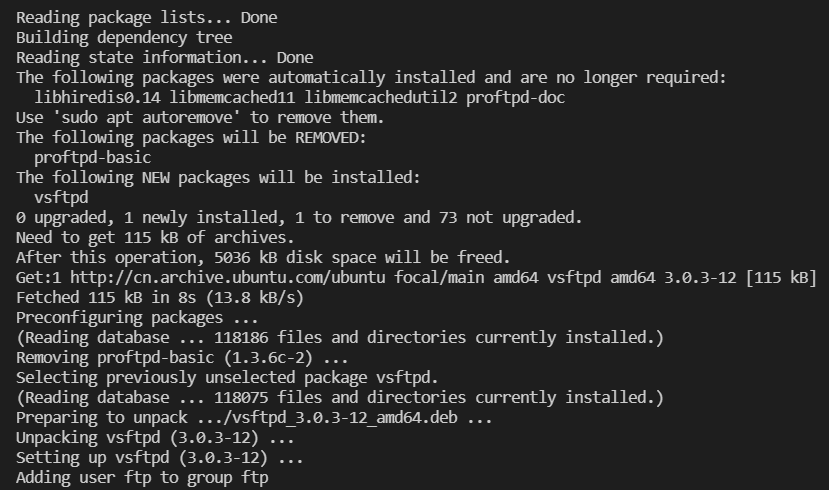 Reading package lists... Done
Building dependency tree
Reading state information... Done
The following packages were automatically installed and are no longer required:
  libhiredis0.14 libmemcached11 libmemcachedutil2 proftpd-doc
Use 'sudo apt autoremove' to remove them.
The following packages will be REMOVED:
  proftpd-basic
The following NEW packages will be installed:
  vsftpd
0 upgraded, 1 newly installed, 1 to remove and 73 not upgraded.
Need to get 115 kB of archives.
After this operation, 5036 kB disk space will be freed.
Get:1 http://cn.archive.ubuntu.com/ubuntu focal/main amd64 vsftpd amd64 3.0.3-12 [115 kB]
Fetched 115 kB in 8s (13.8 kB/s)
Preconfiguring packages ...
(Reading database ... 118186 files and directories currently installed.)
Removing proftpd-basic (1.3.6c-2) ...
Selecting previously unselected package vsftpd.
(Reading database ... 118075 files and directories currently installed.)
Preparing to unpack .../vsftpd_3.0.3-12_amd64.deb ...
Unpacking vsftpd (3.0.3-12) ...
Setting up vsftpd (3.0.3-12) ...
Adding user ftp to group ftp